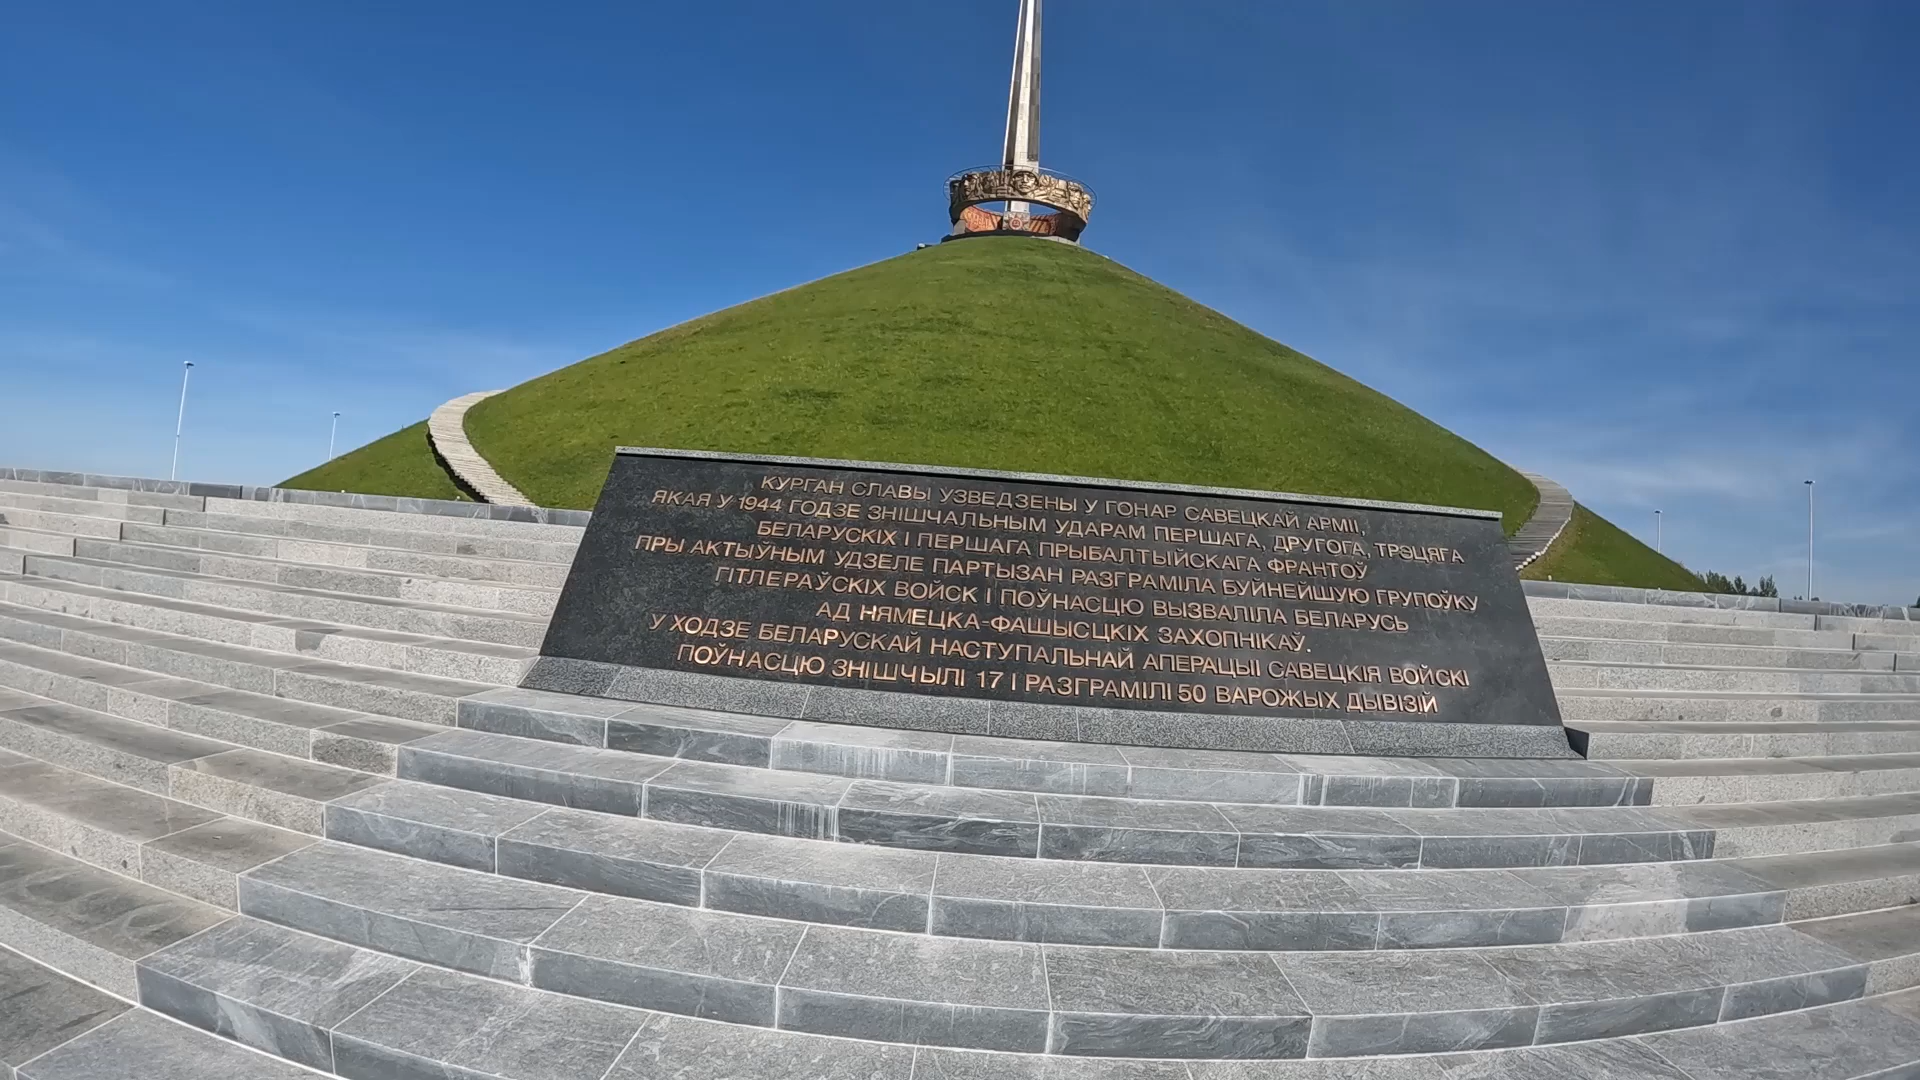 КУРГАН СЛАВЫ УЗВЕДЗЕНЫ У ГОНАР САВЕЦКАЙ АРМІІ,
ЯКАЯ У 1944 ГОДЗЕ ЗНІШЧАЛЬНЫМ УДАРАМ ПЕРШАГА, ДРУГОГА, ТРЭЦЯГА
БЕЛАРУСКІХ І ПЕРШАГА ПРЫБАЛТЫЙСКАГА ФРАНТОЎ
ПРЫ АКТЫЎНЫМ УДЗЕЛЕ ПАРТЫЗАН РАЗГРАМІЛА БУЙНЕЙШУЮ ГРУПОЎКУ
ГІТЛЕРАЎСКІХ ВОЙСК І ПОЎНАСЦЮ ВЫЗВАЛІЛА БЕЛАРУСЬ
АД НЯМЕЦКА-ФАШЫСЦКІХ ЗАХОПНІКАЎ.
У ХОДЗЕ БЕЛАРУСКАЙ НАСТУПАЛЬНАЙ АПЕРАЦЫІ САВЕЦКІЯ ВОЙСКІ
ПОЎНАСЦЮ ЗНІШЧЫЛІ 17 І РАЗГРАМІЛІ 50 ВАРОЖЫХ ДЫВІЗІЙ